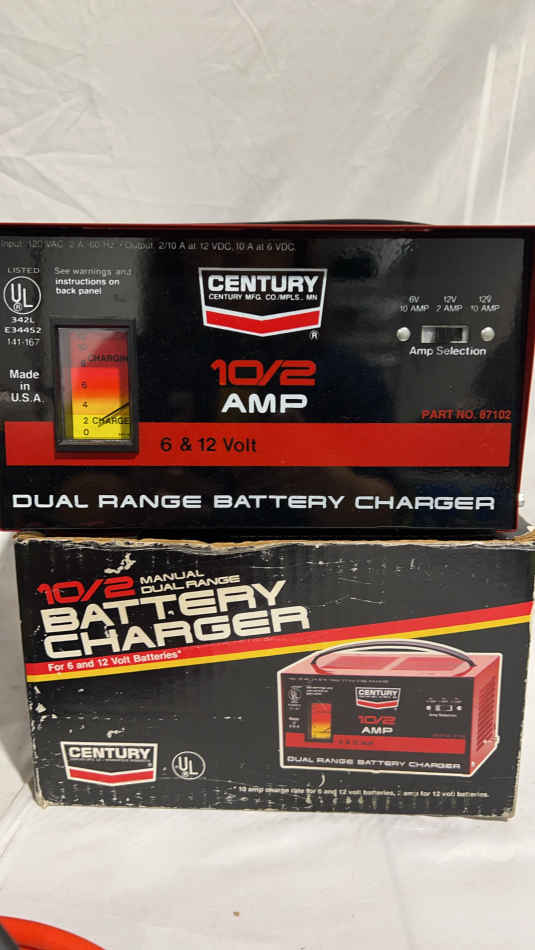 Input: 120 VAC, 2 A, 60 Hz. • Output, 2/10 A at 12 VDC, 10 A at 6 VDC.
LISTED
UL
®
342L
E34452
141-167
See warnings and
instructions on
back panel
CENTURY
CENTURY MFG. CO./MPLS., MN
®
6V
10 AMP
12V
2 AMP
12V
10 AMP
Amp Selection
Made
in
U.S.A.
8
CHARGIN
6
4
2 CHARGE
0
10/2
AMP
PART NO. 87102
6 & 12 Volt
DUAL RANGE BATTERY CHARGER
10/2 MANUAL
DUAL RANGE
BATTERY
CHARGER
For 6 and 12 Volt Batteries*
CENTURY
10/2
AMP
Amp Selection
DUAL RANGE BATTERY CHARGER
CENTURY
UL
10 amp charge rate for 6 and 12 volt batteries, 2 amp for 12 volt batteries.